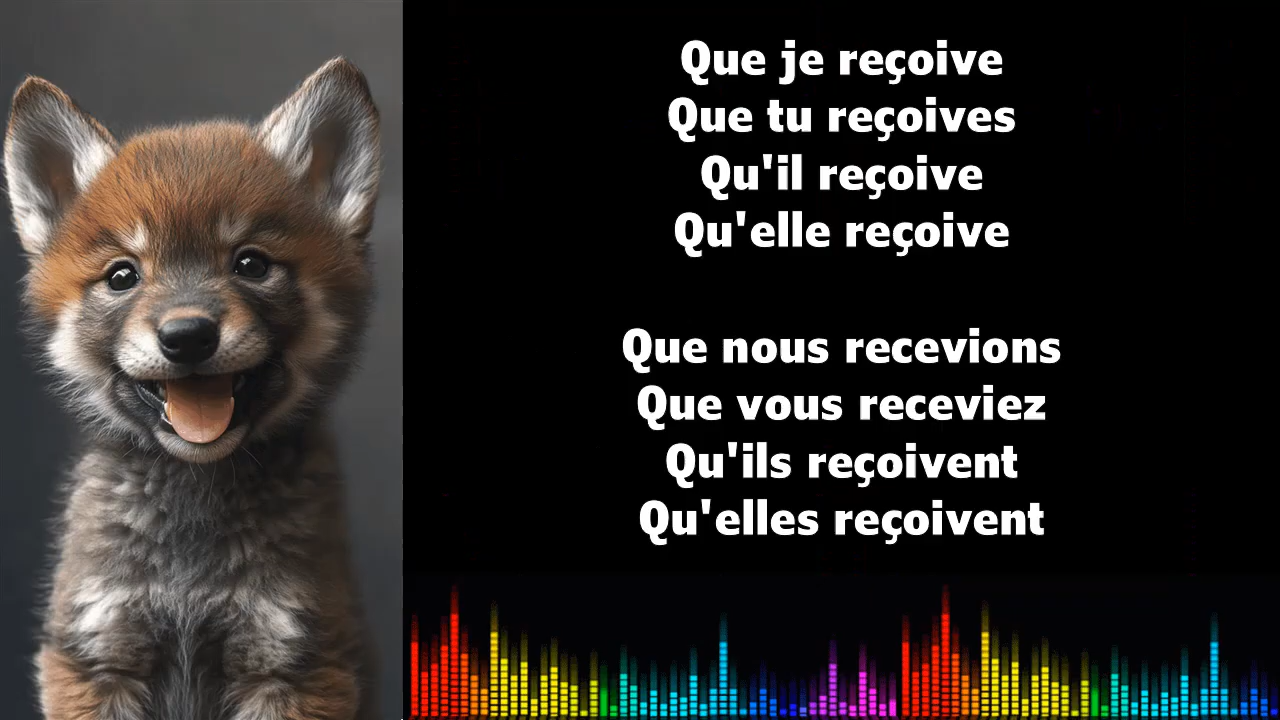 Que je reçoive
Que tu reçoives
Qu'il reçoive
Qu'elle reçoive
Que nous recevions
Que vous receviez
Qu'ils reçoivent
Qu'elles reçoivent